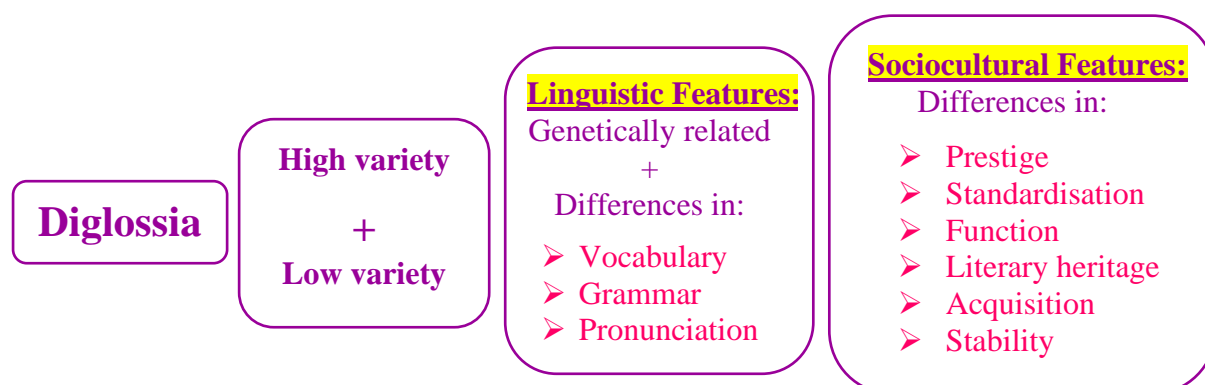 Diglossia
High variety
+
Low variety
Linguistic Features:
Genetically related
+
Differences in:
➢ Vocabulary
➢ Grammar
➢ Pronunciation
Sociocultural Features:
Differences in:
➢ Prestige
➢ Standardisation
➢ Function
➢ Literary heritage
➢ Acquisition
➢ Stability